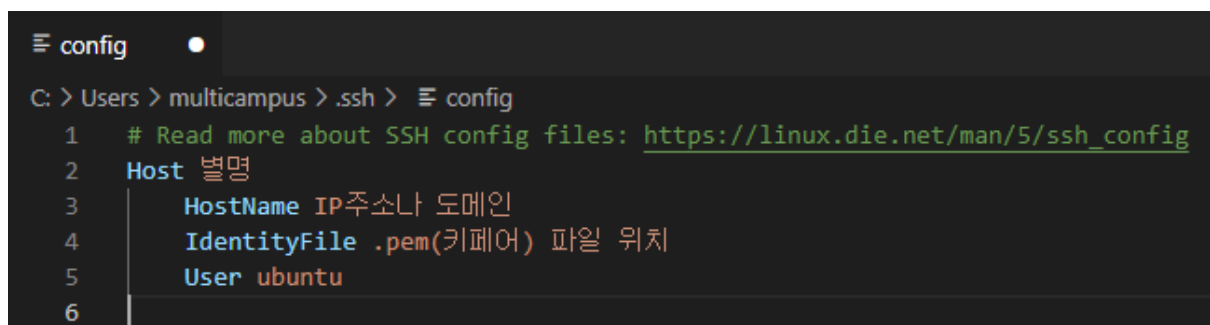 config
C: > Users > multicampus > .ssh > config
1 # Read more about SSH config files: https://linux.die.net/man/5/ssh_config
2 Host 별명
3 HostName IP주소나 도메인
4 IdentityFile .pem(키페어) 파일 위치
5 User ubuntu
6